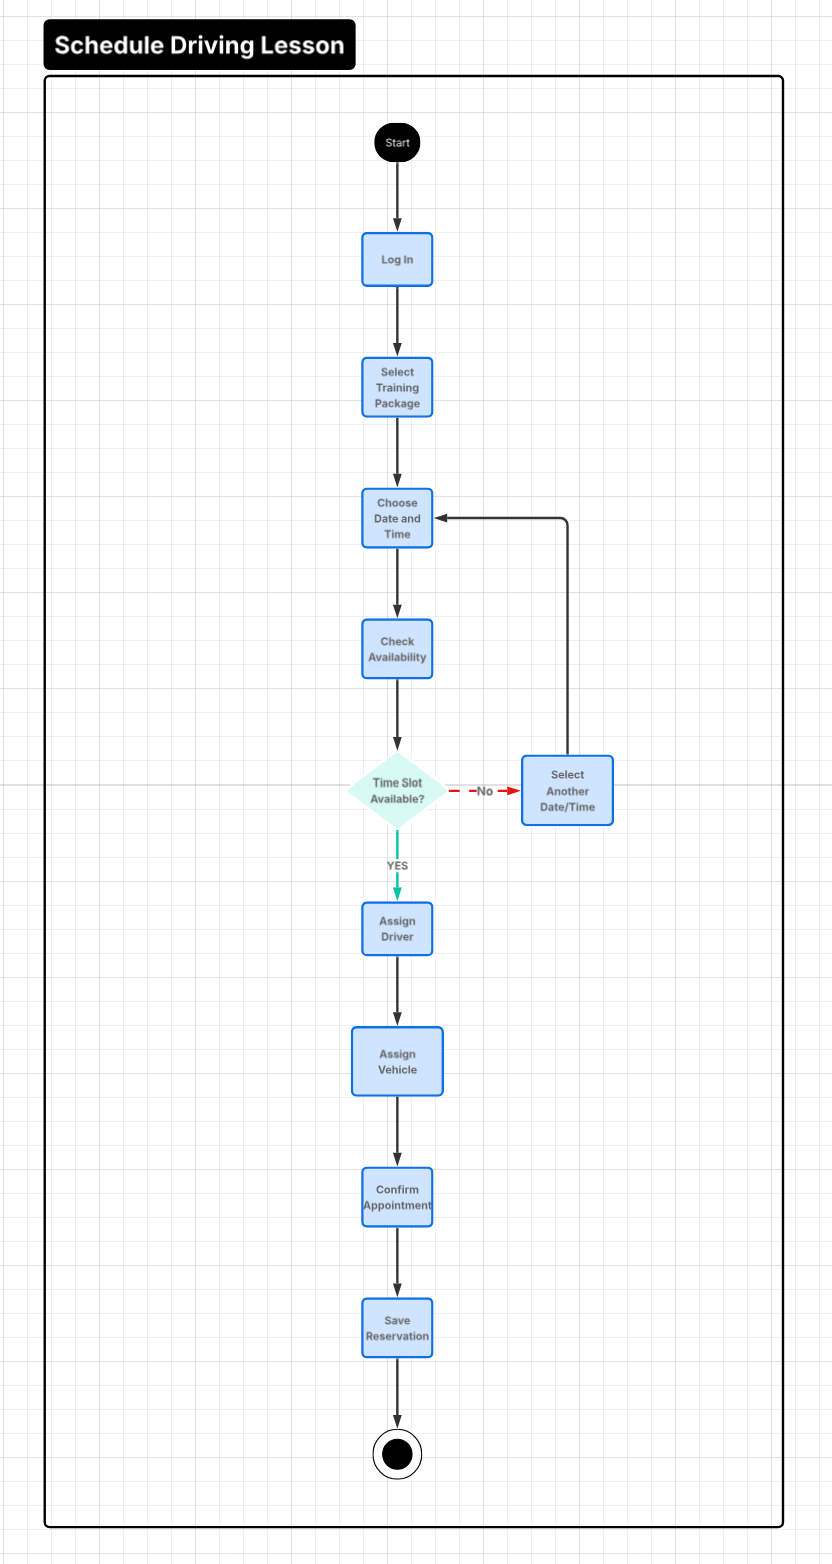 Schedule Driving Lesson
Start
Log In
Select
Training
Package
Choose
Date and
Time
Check
Availability
Time Slot
Available?
No
Select
Another
Date/Time
YES
Assign
Driver
Assign
Vehicle
Confirm
Appointment
Save
Reservation